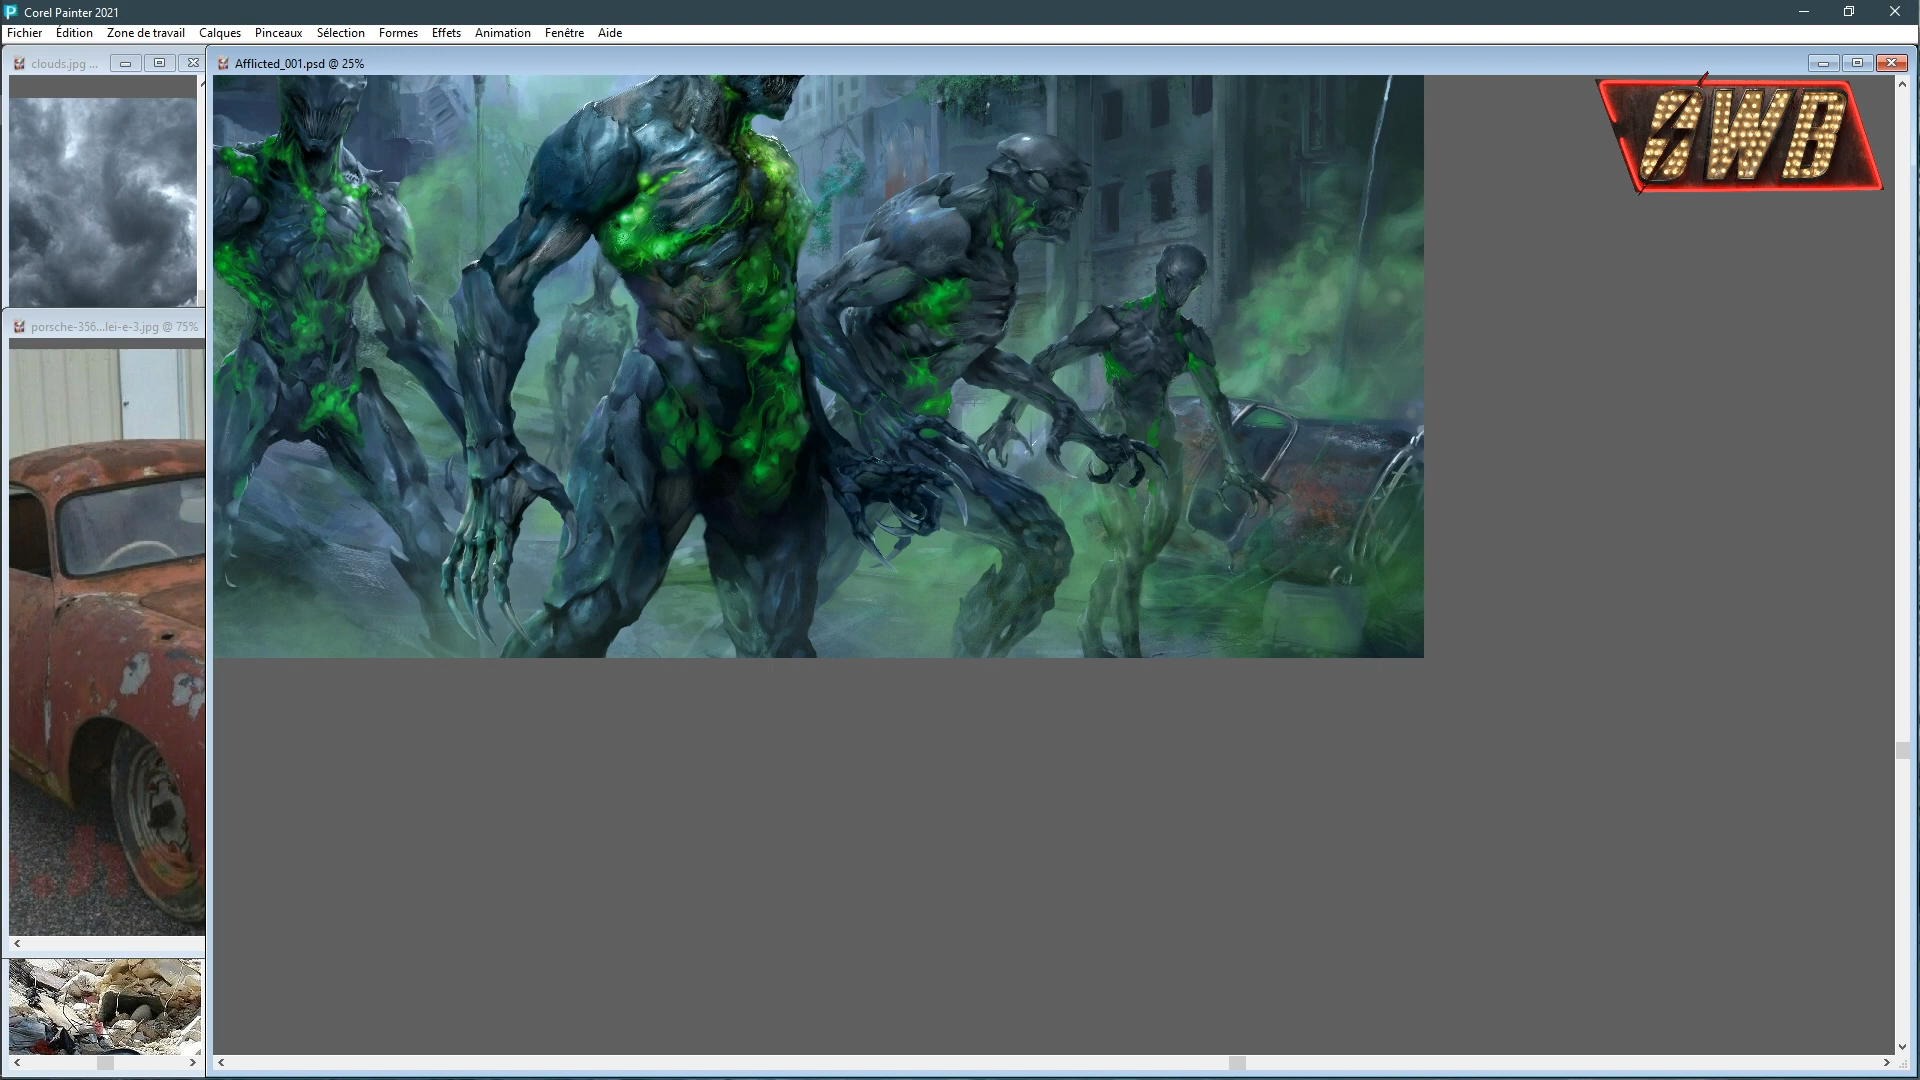 Corel Painter 2021
Fichier Édition Zone de travail Calques Pinceaux Sélection Formes Effets Animation Fenêtre Aide
clouds.jpg ...
Afflicted_001.psd @ 25%
GWB
porsche-356...lei-e-3.jpg @ 75%